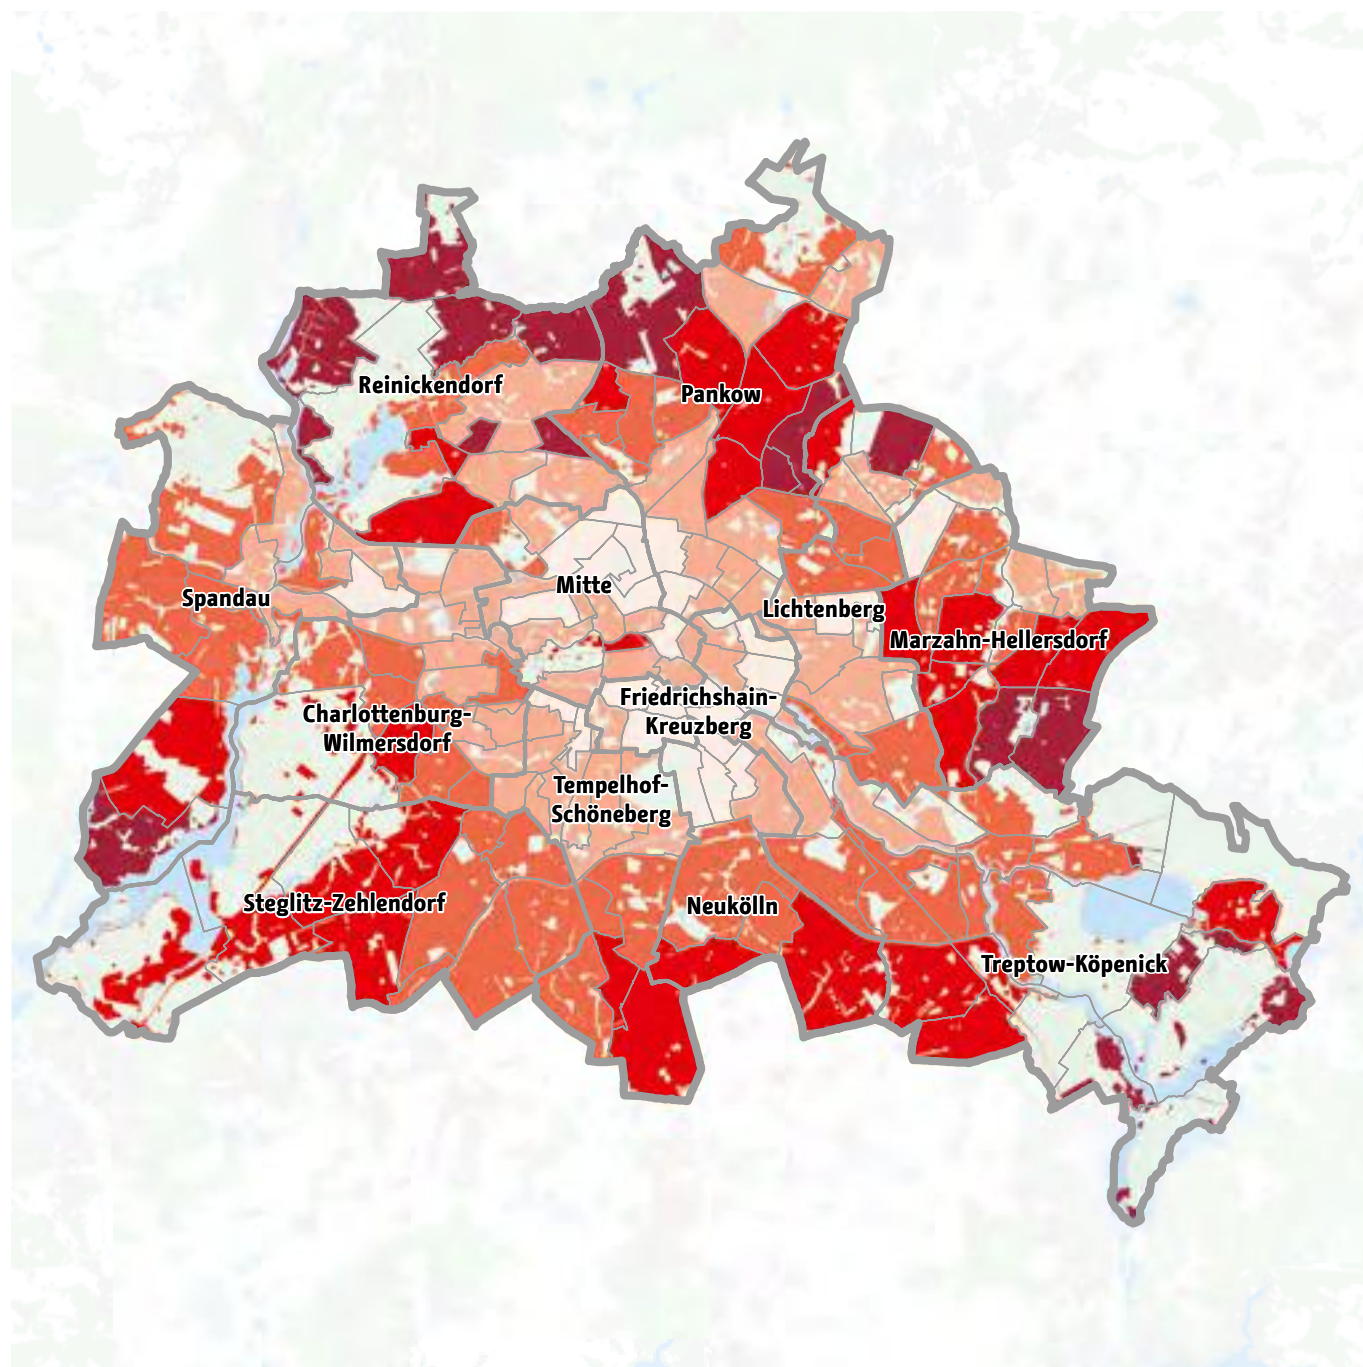 Reinickendorf
Pankow
Mitte
Spandau
Lichtenberg
Marzahn-Hellersdorf
Friedrichshain-
Kreuzberg
Charlottenburg-
Wilmersdorf
Tempelhof-
Schöneberg
Steglitz-Zehlendorf
Neukölln
Treptow-Köpenick